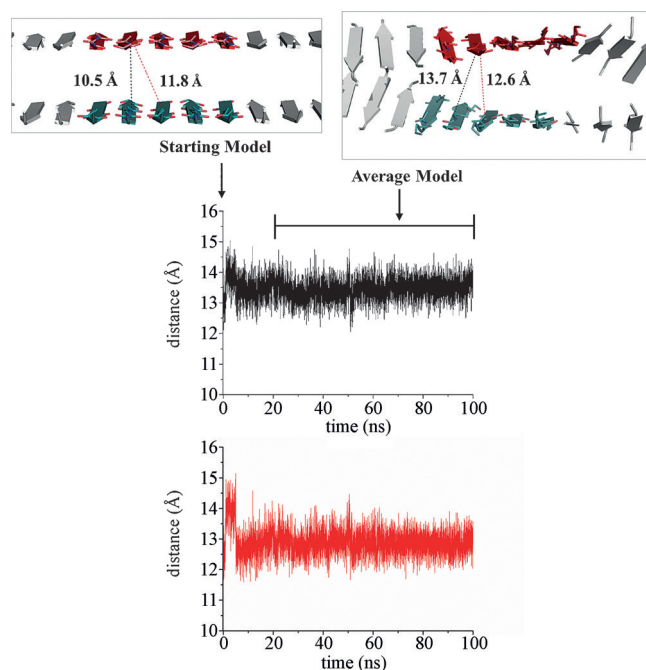 10.5 Å
11.8 Å
13.7 Å
12.6 Å
Starting Model
Average Model
16
15
14
13
12
11
10
distance (Å)
0 20 40 60 80 100
time (ns)
16
15
14
13
12
11
10
distance (Å)
0 20 40 60 80 100
time (ns)